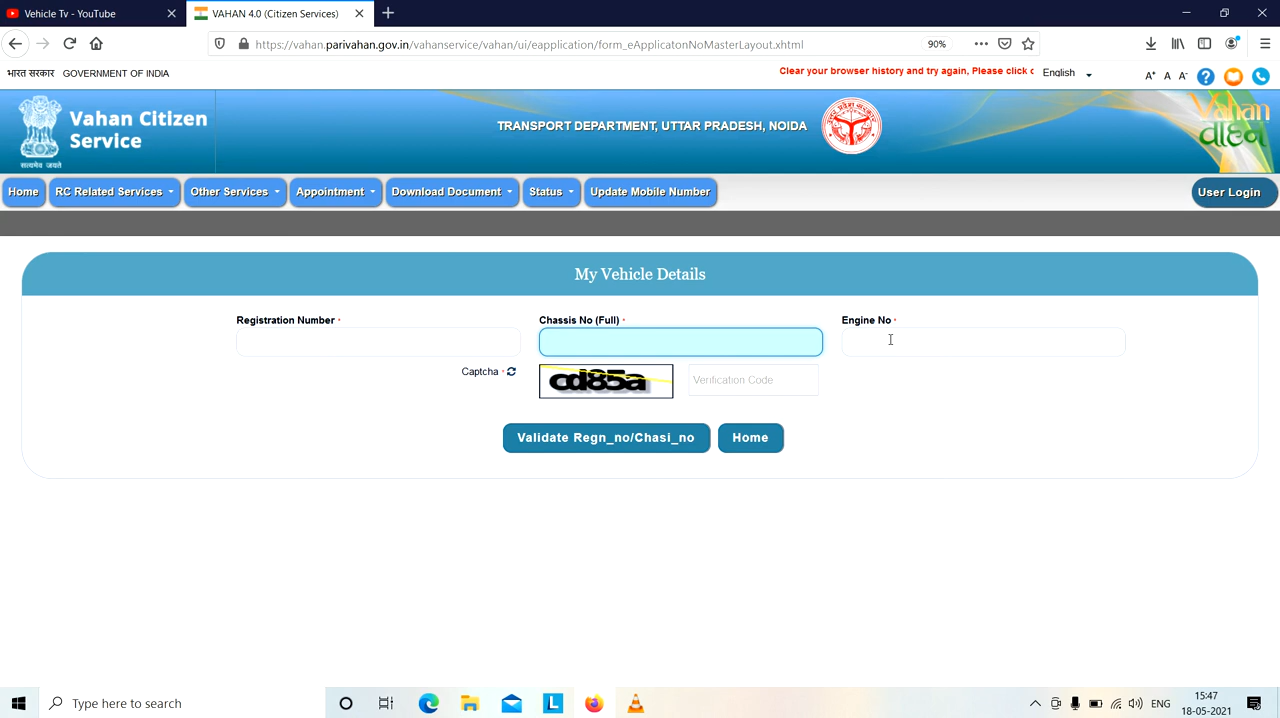 Vehicle Tv - YouTube
VAHAN 4.0 (Citizen Services)
https://vahan.parivahan.gov.in/vahanservice/vahan/ui/eapplication/form_eApplicatonNoMasterLayout.xhtml
90%
भारत सरकार GOVERNMENT OF INDIA
Clear your browser history and try again, Please click c
English
A+ A A-
सत्यमेव जयते
Vahan Citizen
Service
TRANSPORT DEPARTMENT, UTTAR PRADESH, NOIDA
Vahan
वाहन
Home
RC Related Services
Other Services
Appointment
Download Document
Status
Update Mobile Number
User Login
My Vehicle Details
Registration Number *
Chassis No (Full) *
Engine No *
Captcha *
cd85a
Verification Code
Validate Regn_no/Chasi_no
Home
Type here to search
L
ENG
15:47
18-05-2021